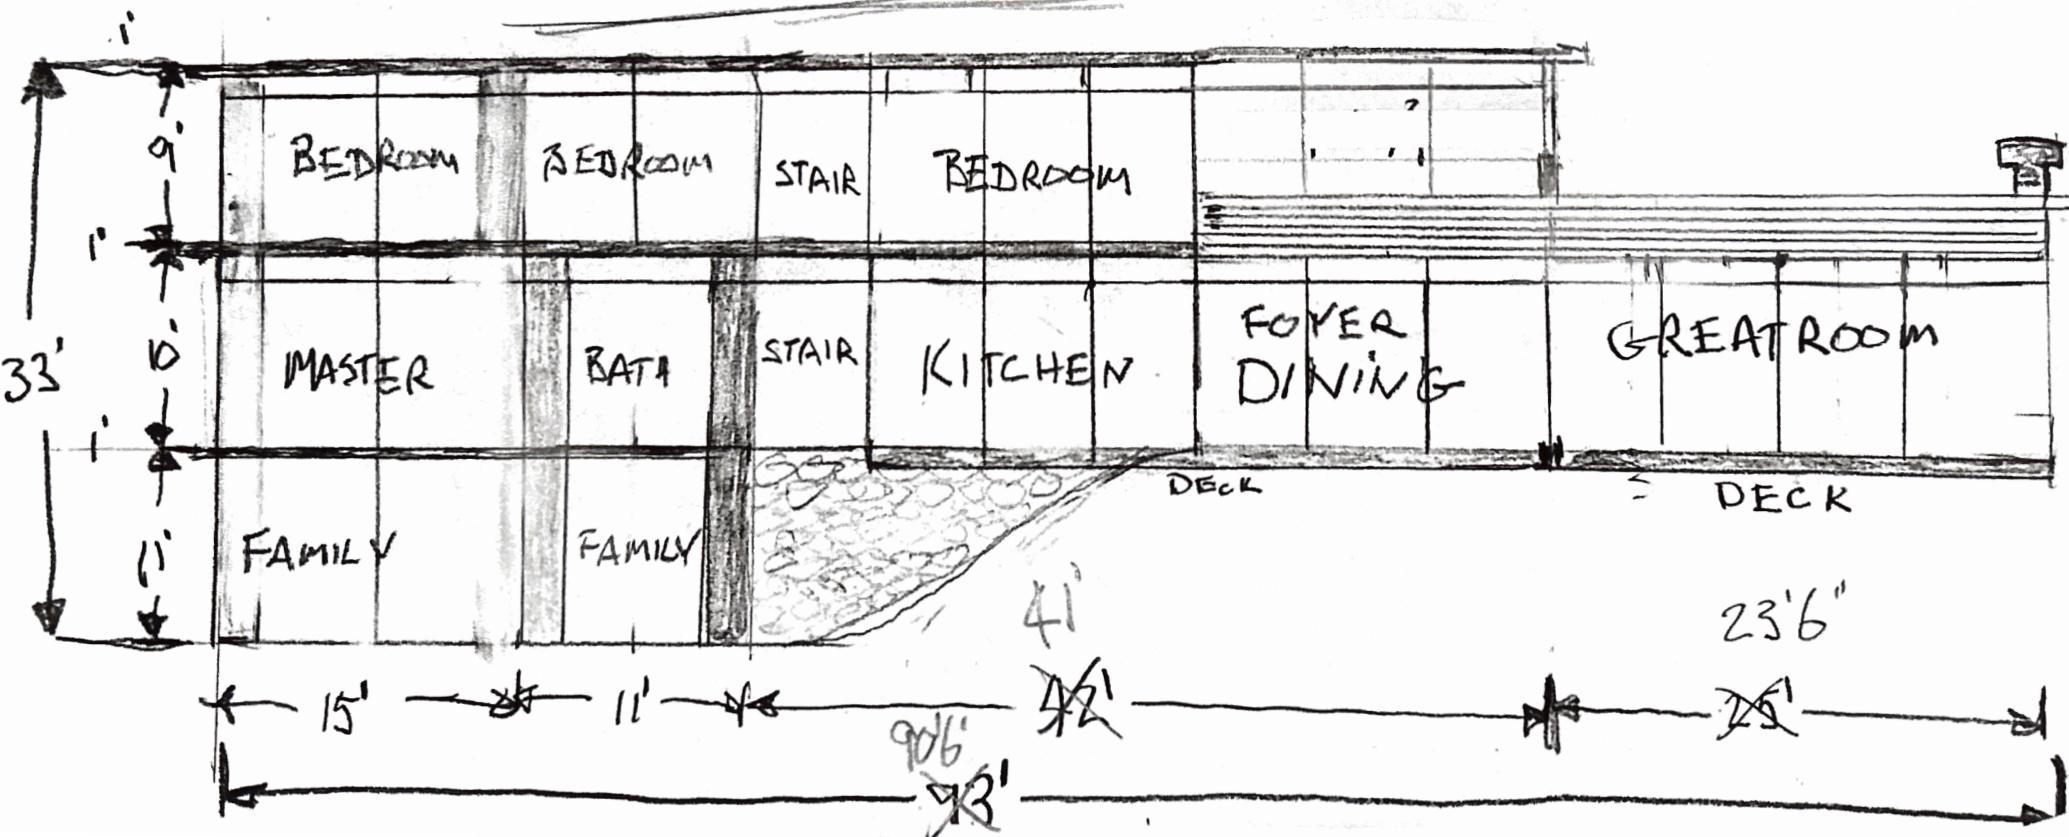 1'
9'
BEDROOM BEDROOM STAIR BEDROOM ?
1'
33'
10'
MASTER BATH STAIR KITCHEN FOYER DINING GREATROOM
1'
DECK DECK
11'
FAMILY FAMILY
41' 23'6"
15' 11' 42' 25'
90'6"
93'